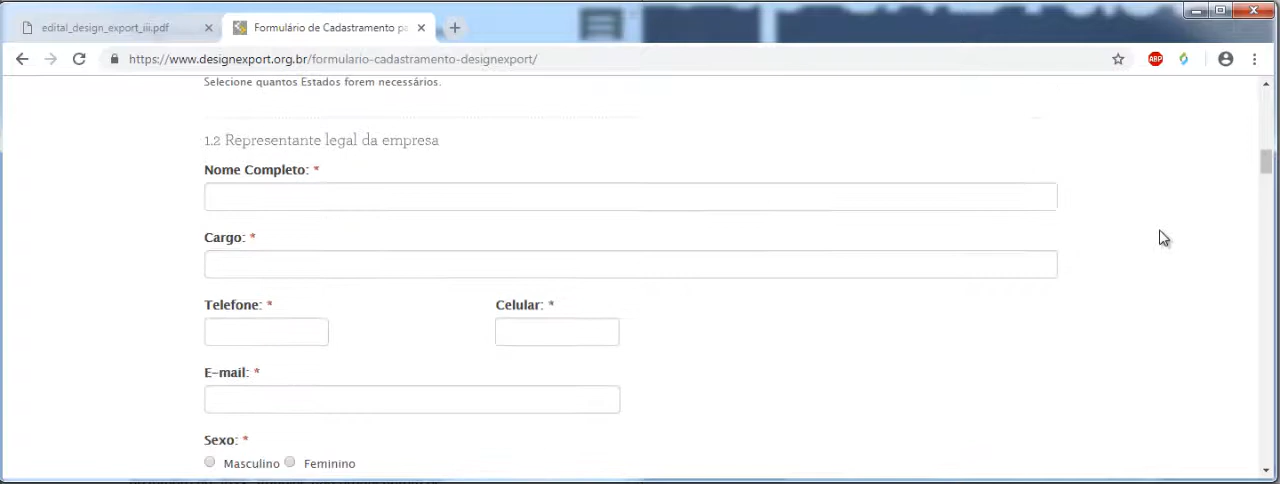 edital_design_export_iii.pdf
Formulário de Cadastramento pa
https://www.designexport.org.br/formulario-cadastramento-designexport/
ABP
Selecione quantos Estados forem necessários.
1.2 Representante legal da empresa
Nome Completo: *
Cargo: *
Telefone: * Celular: *
E-mail: *
Sexo: *
Masculino Feminino